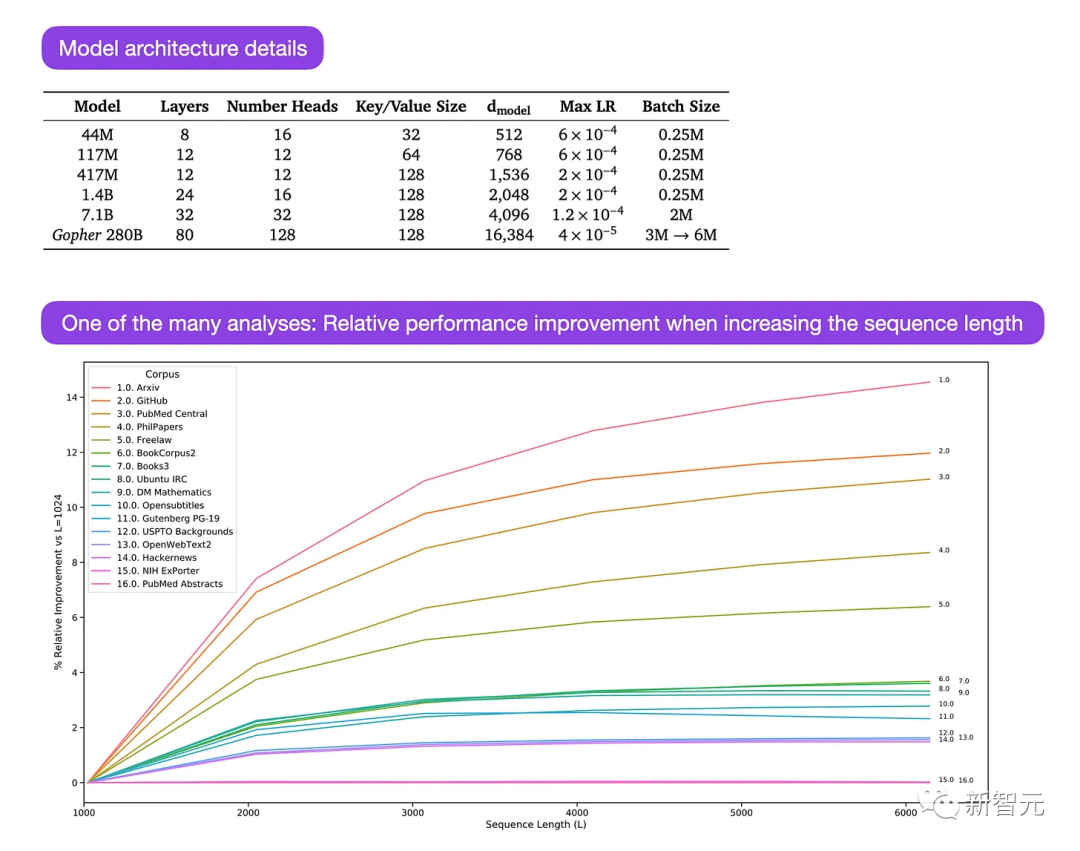 Model architecture details
Model Layers Number Heads Key/Value Size dmodel Max LR Batch Size
44M 8 16 32 512 6 × 10⁻⁴ 0.25M
117M 12 12 64 768 6 × 10⁻⁴ 0.25M
417M 12 12 128 1,536 2 × 10⁻⁴ 0.25M
1.4B 24 16 128 2,048 2 × 10⁻⁴ 0.25M
7.1B 32 32 128 4,096 1.2 × 10⁻⁴ 2M
Gopher 280B 80 128 128 16,384 4 × 10⁻⁵ 3M → 6M
One of the many analyses: Relative performance improvement when increasing the sequence length
Corpus
1.0. Arxiv
2.0. GitHub
3.0. PubMed Central
4.0. PhilPapers
5.0. Freelaw
6.0. BookCorpus2
7.0. Books3
8.0. Ubuntu IRC
9.0. DM Mathematics
10.0. Opensubtitles
11.0. Gutenberg PG-19
12.0. USPTO Backgrounds
13.0. OpenWebText2
14.0. Hackernews
15.0. NIH ExPorter
16.0. PubMed Abstracts
% Relative Improvement vs L=1024
14
12
10
8
6
4
2
0
1.0
2.0
3.0
4.0
5.0
6.0 7.0
8.0 9.0
10.0
11.0
12.0
14.0 13.0
15.0 16.0
1000 2000 3000 4000 5000 6000
Sequence Length (L)
新智元